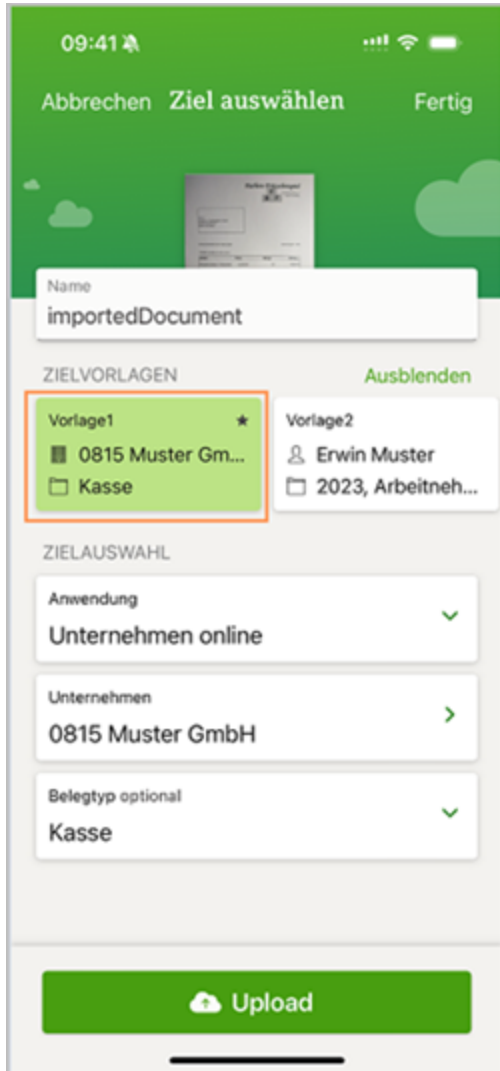 09:41
Abbrechen Ziel auswählen Fertig
Name
importedDocument
ZIELVORLAGEN Ausblenden
Vorlage1 Vorlage2
0815 Muster Gm... Erwin Muster
Kasse 2023, Arbeitneh...
ZIELAUSWAHL
Anwendung
Unternehmen online
Unternehmen
0815 Muster GmbH
Belegtyp optional
Kasse
Upload